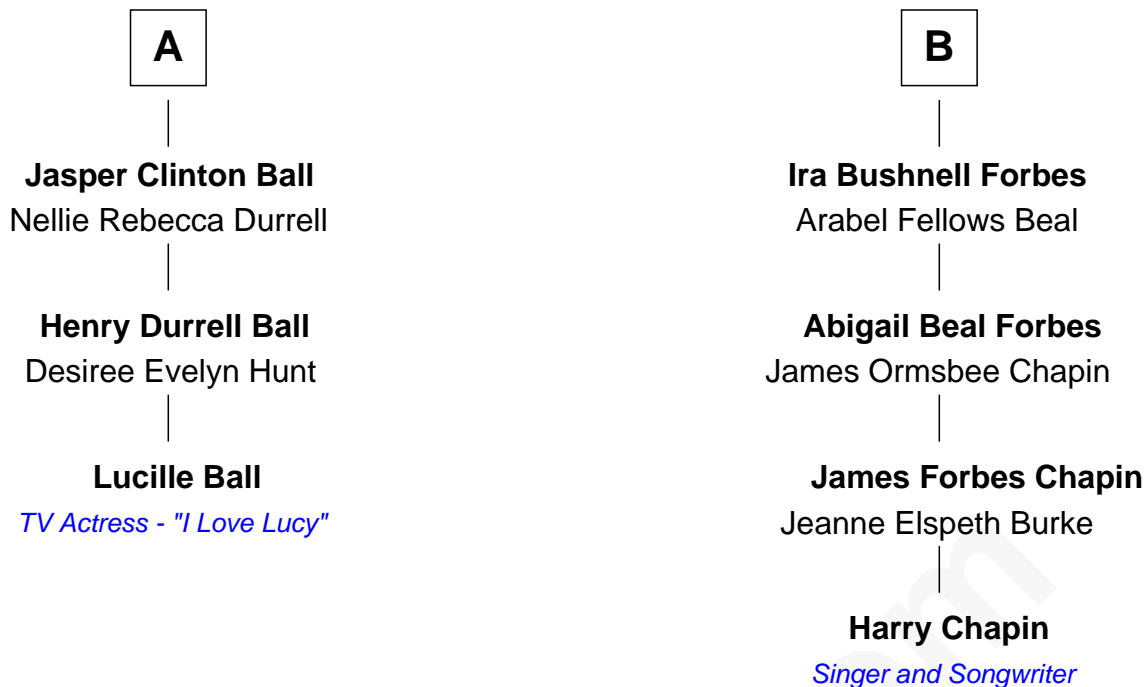 A
B
Jasper Clinton Ball
Nellie Rebecca Durrell
Ira Bushnell Forbes
Arabel Fellows Beal
Henry Durrell Ball
Desiree Evelyn Hunt
Abigail Beal Forbes
James Ormsbee Chapin
Lucille Ball
TV Actress - "I Love Lucy"
James Forbes Chapin
Jeanne Elspeth Burke
Harry Chapin
Singer and Songwriter